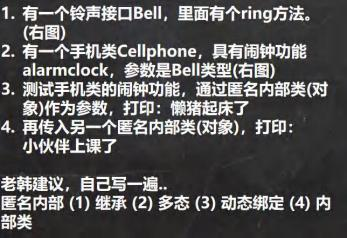 1. 有一个铃声接口Bell，里面有个ring方法。
(右图)
2. 有一个手机类Cellphone，具有闹钟功能
alarmclock，参数是Bell类型(右图)
3. 测试手机类的闹钟功能，通过匿名内部类(对
象)作为参数，打印：懒猪起床了
4. 再传入另一个匿名内部类(对象)，打印：
小伙伴上课了
老韩建议，自己写一遍..
匿名内部 (1) 继承 (2) 多态 (3) 动态绑定 (4) 内
部类